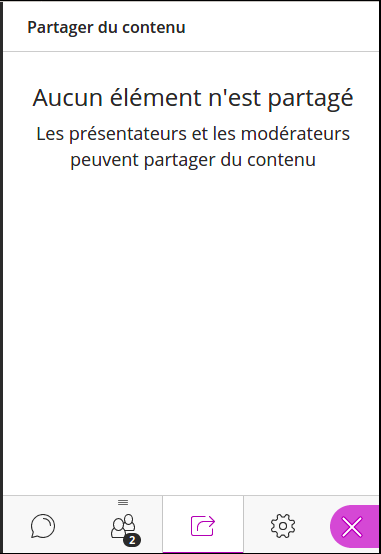 Partager du contenu
Aucun élément n'est partagé
Les présentateurs et les modérateurs
peuvent partager du contenu
2